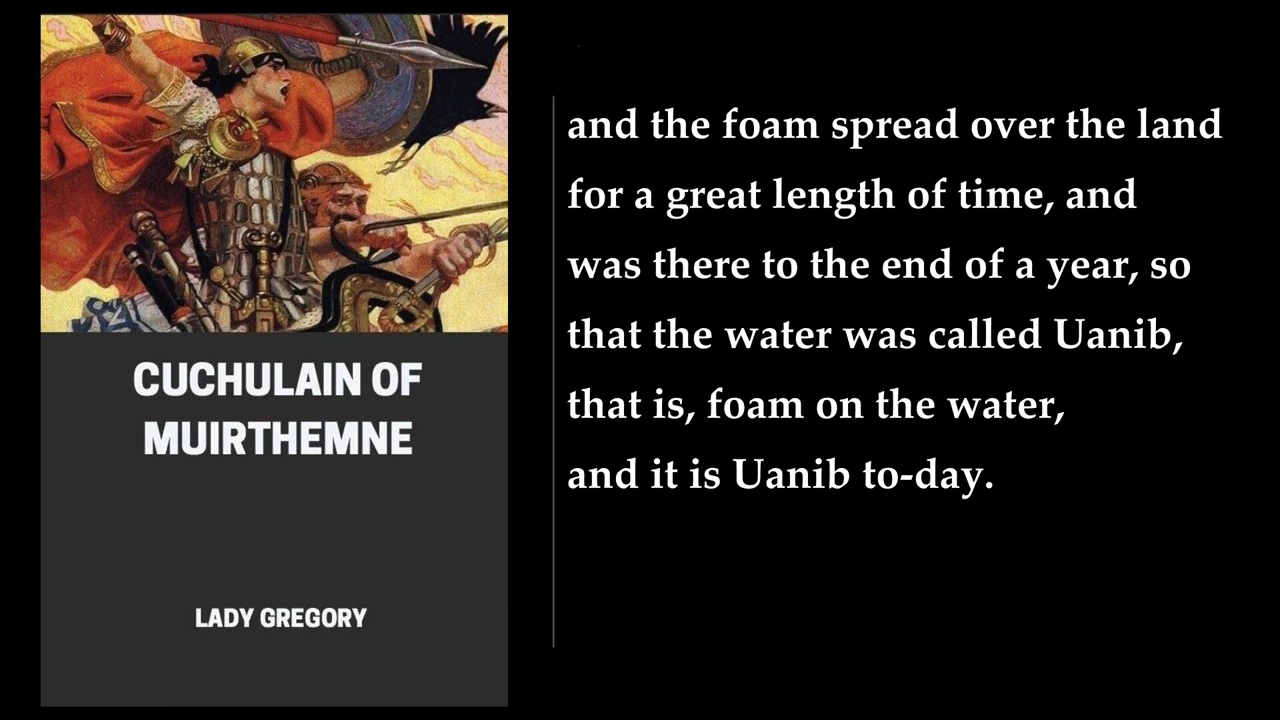 CUCHULAIN OF
MUIRTHEMNE
LADY GREGORY
and the foam spread over the land
for a great length of time, and
was there to the end of a year, so
that the water was called Uanib,
that is, foam on the water,
and it is Uanib to-day.